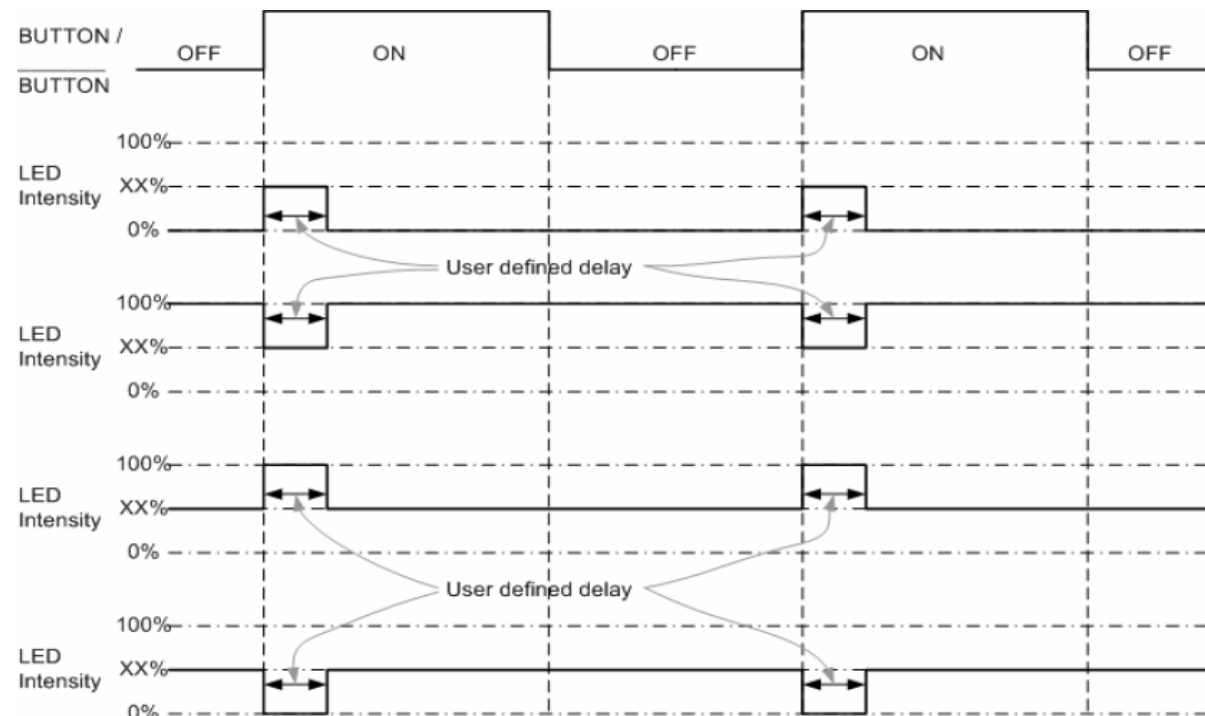 BUTTON /
BUTTON
OFF ON OFF ON OFF
100%
LED
Intensity
XX%
0%
User defined delay
100%
LED
Intensity
XX%
0%
100%
LED
Intensity
XX%
0%
User defined delay
100%
LED
Intensity
XX%
0%